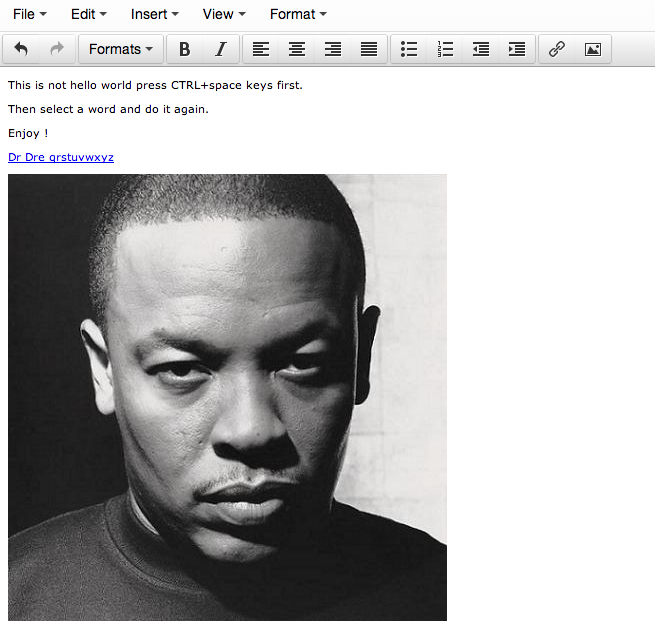 File Edit Insert View Format
Formats B I
This is not hello world press CTRL+space keys first.
Then select a word and do it again.
Enjoy !
Dr Dre qrstuvwxyz